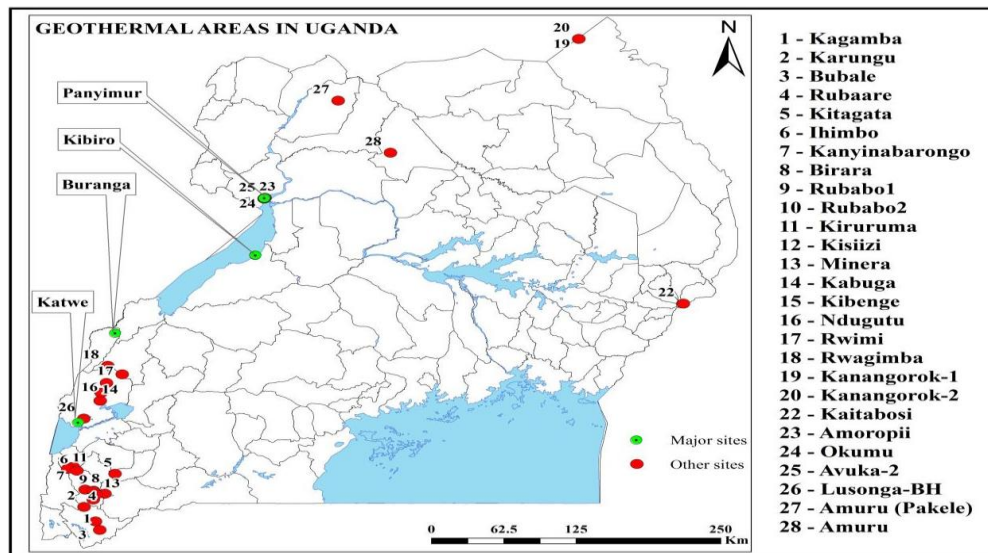 GEOTHERMAL AREAS IN UGANDA
20
19
N
27
Panyimur
28
Kibiro
25 23
24
Buranga
Katwe
22
18
17
16 14
26
6 11 5
7
9 8 13
2 4
1
3
Major sites
Other sites
0 62.5 125 250
Km
1 - Kagamba
2 - Karungu
3 - Bubale
4 - Rubaare
5 - Kitagata
6 - Ihimbo
7 - Kanyinabarongo
8 - Birara
9 - Rubabo1
10 - Rubabo2
11 - Kiruruma
12 - Kisiizi
13 - Minera
14 - Kabuga
15 - Kibenge
16 - Ndugutu
17 - Rwimi
18 - Rwagimba
19 - Kanangorok-1
20 - Kanangorok-2
22 - Kaitabosi
23 - Amoropii
24 - Okumu
25 - Avuka-2
26 - Lusonga-BH
27 - Amuru (Pakele)
28 - Amuru